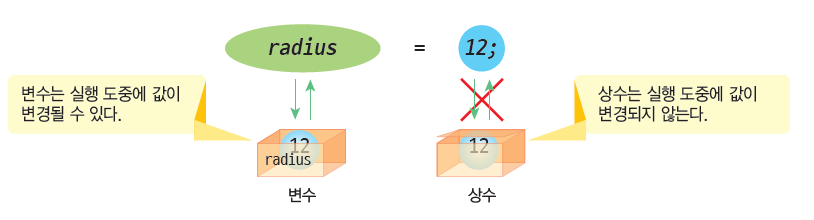 radius = 12;
변수는 실행 도중에 값이
변경될 수 있다.
상수는 실행 도중에 값이
변경되지 않는다.
12
radius
12
변수
상수